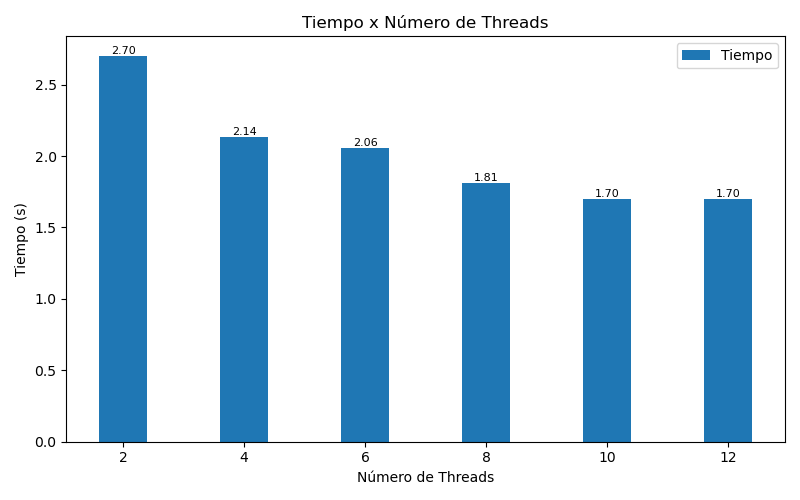 Tiempo x Número de Threads
Tiempo
2.70
2.14
2.06
1.81
1.70
1.70
2.5
2.0
1.5
1.0
0.5
0.0
Tiempo (s)
2 4 6 8 10 12
Número de Threads